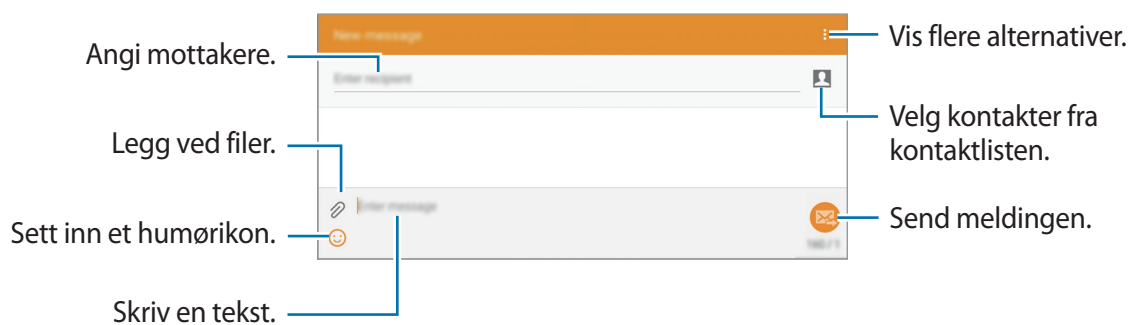 New message
Vis flere alternativer.
Angi mottakere.
Enter recipient
Velg kontakter fra
kontaktlisten.
Legg ved filer.
Enter message
Send meldingen.
Sett inn et humørikon.
160 / 1
Skriv en tekst.